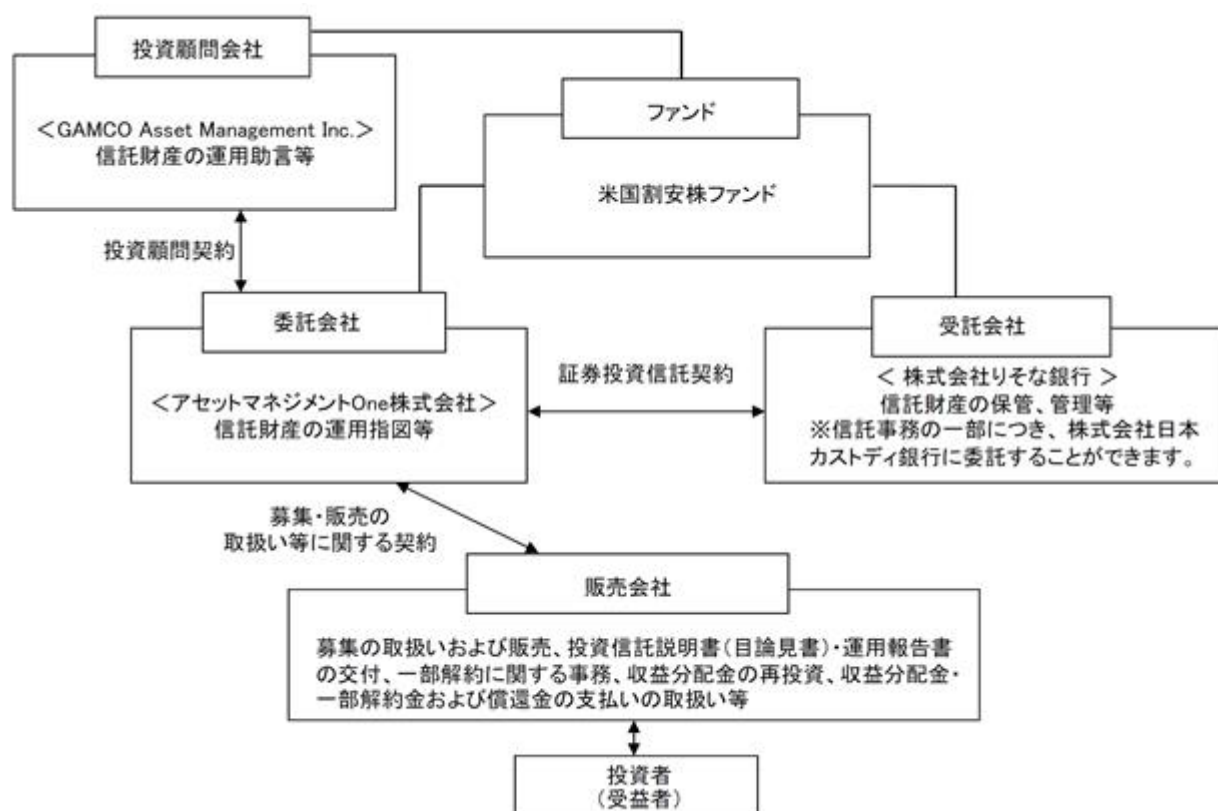 投資顧問会社
＜GAMCO Asset Management Inc.＞
信託財産の運用助言等
ファンド
米国割安株ファンド
投資顧問契約
委託会社
＜アセットマネジメントOne株式会社＞
信託財産の運用指図等
証券投資信託契約
受託会社
＜ 株式会社りそな銀行 ＞
信託財産の保管、管理等
※信託事務の一部につき、株式会社日本
カストディ銀行に委託することができます。
募集・販売の
取扱い等に関する契約
販売会社
募集の取扱いおよび販売、投資信託説明書（目論見書）・運用報告書
の交付、一部解約に関する事務、収益分配金の再投資、収益分配金・
一部解約金および償還金の支払いの取扱い等
投資者
（受益者）